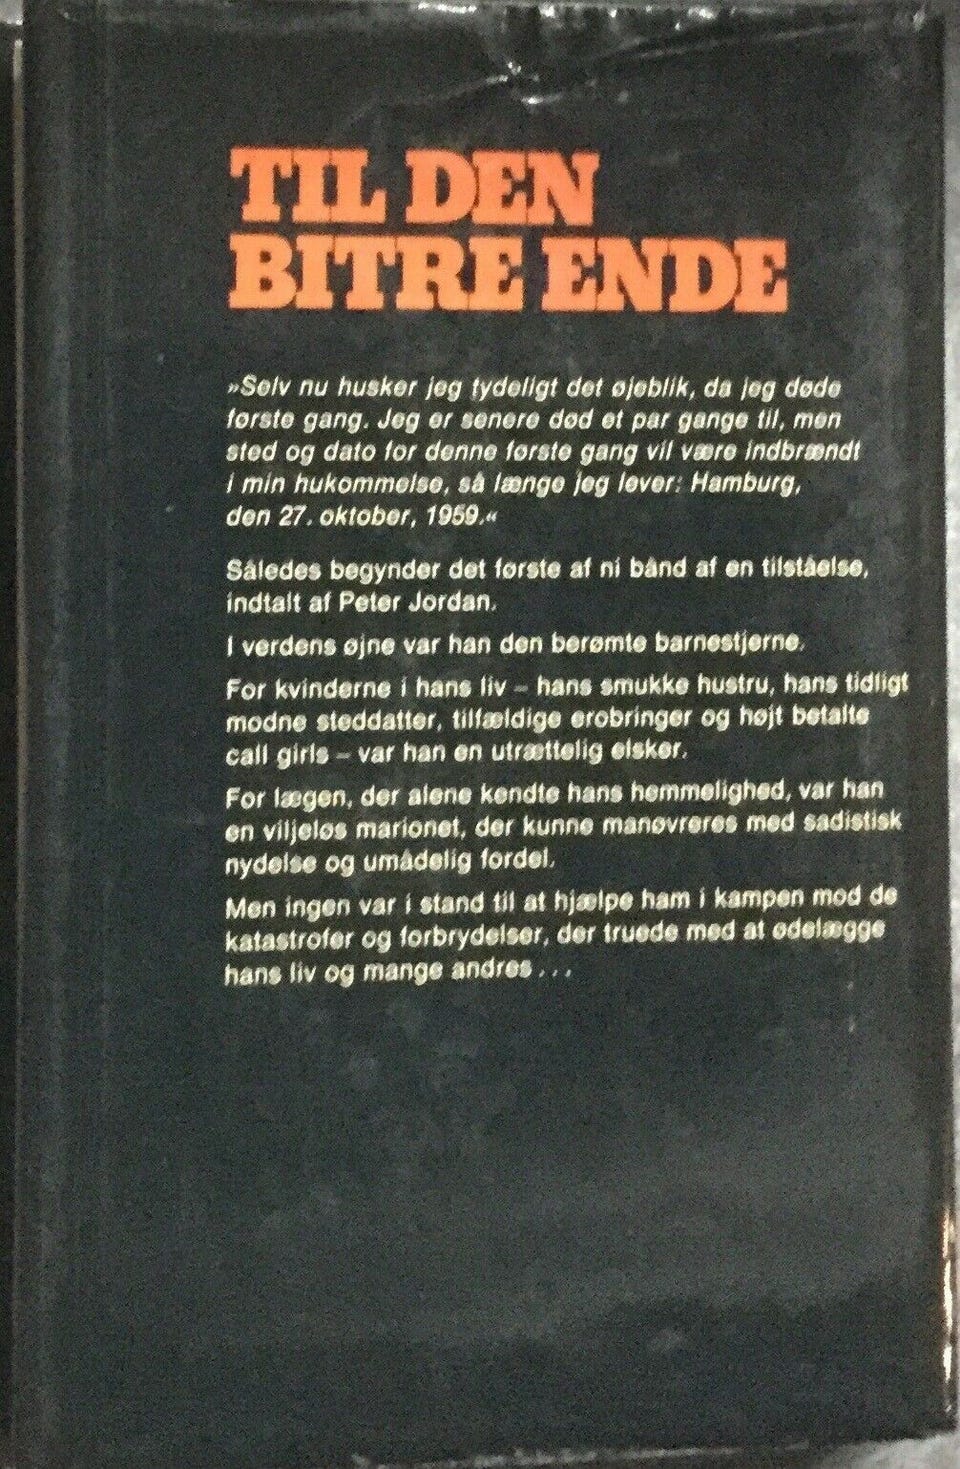 TIL DEN
BITRE ENDE
»Selv nu husker jeg tydeligt det øjeblik, da jeg døde
første gang. Jeg er senere død et par gange til, men
sted og dato for denne første gang vil være indbrændt
i min hukommelse, så længe jeg lever: Hamburg,
den 27. oktober, 1959.«
Således begynder det første af ni bånd af en tilståelse,
indtalt af Peter Jordan.
I verdens øjne var han den berømte barnestjerne.
For kvinderne i hans liv – hans smukke hustru, hans tidligt
modne steddatter, tilfældige erobringer og højt betalte
call girls – var han en utrættelig elsker.
For lægen, der alene kendte hans hemmelighed, var han
en viljeløs marionet, der kunne manøvreres med sadistisk
nydelse og umådelig fordel.
Men ingen var i stand til at hjælpe ham i kampen mod de
katastrofer og forbrydelser, der truede med at ødelægge
hans liv og mange andres...